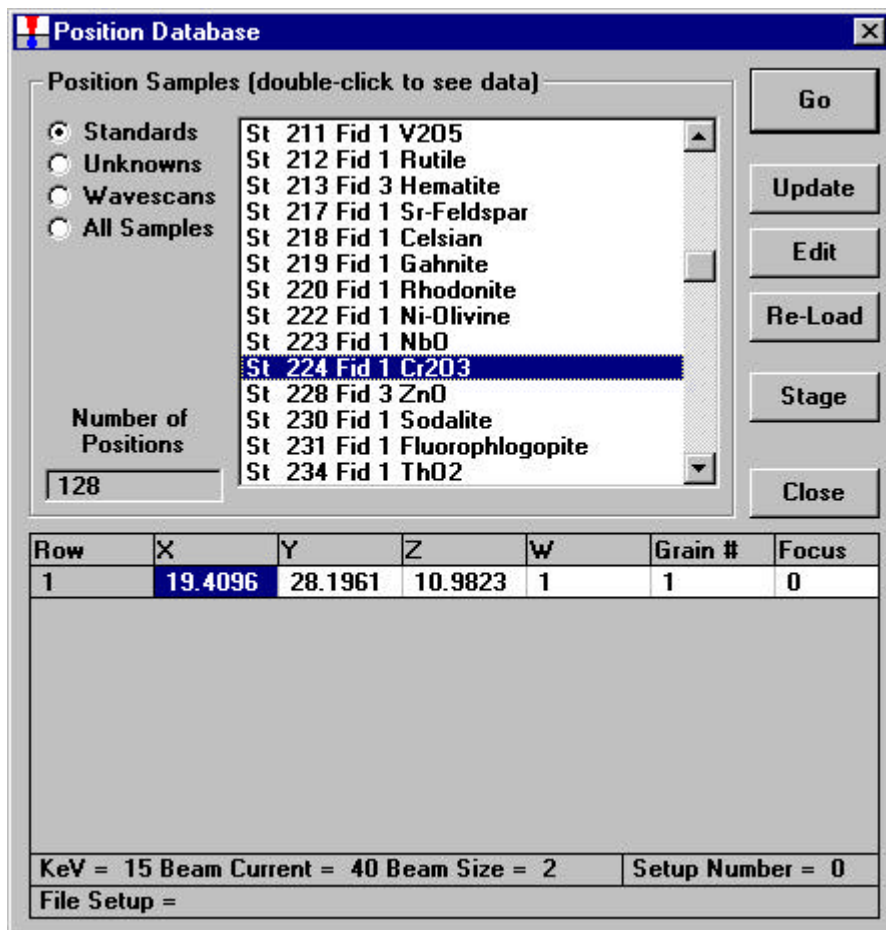 Position Database
Position Samples (double-click to see data)
Standards
Unknowns
Wavescans
All Samples
Number of
Positions
128
St 211 Fid 1 V2O5
St 212 Fid 1 Rutile
St 213 Fid 3 Hematite
St 217 Fid 1 Sr-Feldspar
St 218 Fid 1 Celsian
St 219 Fid 1 Gahnite
St 220 Fid 1 Rhodonite
St 222 Fid 1 Ni-Olivine
St 223 Fid 1 NbO
St 224 Fid 1 Cr2O3
St 228 Fid 3 ZnO
St 230 Fid 1 Sodalite
St 231 Fid 1 Fluorophlogopite
St 234 Fid 1 ThO2
Go
Update
Edit
Re-Load
Stage
Close
Row X Y Z W Grain # Focus
1 19.4096 28.1961 10.9823 1 1 0
KeV = 15 Beam Current = 40 Beam Size = 2 Setup Number = 0
File Setup =